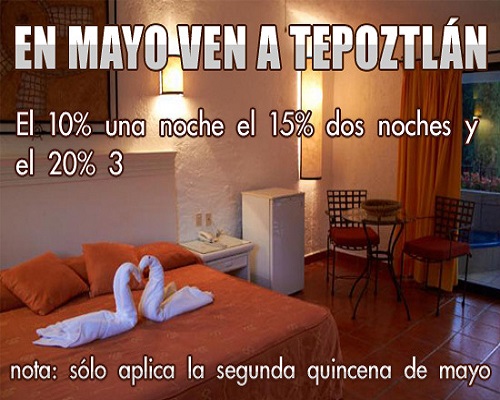 EN MAYO VEN A TEPOZTLÁN
El 10% una noche el 15% dos noches y
el 20% 3
nota: sólo aplica la segunda quincena de mayo